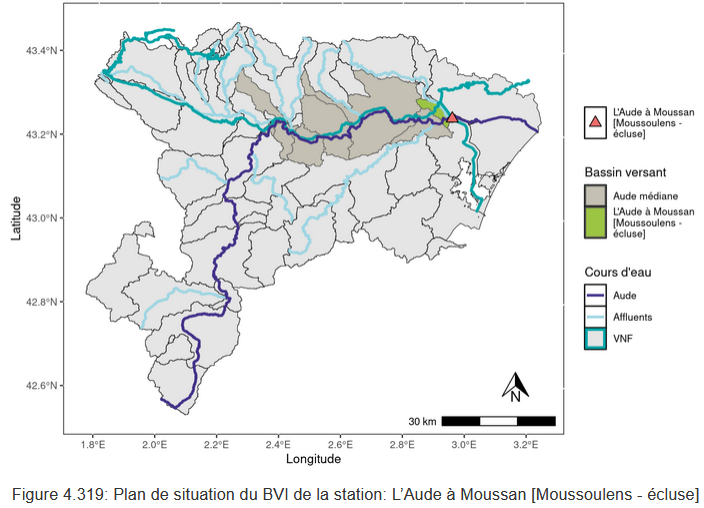 43.4°N
43.2°N
43.0°N
42.8°N
42.6°N
Latitude
1.8°E 2.0°E 2.2°E 2.4°E 2.6°E 2.8°E 3.0°E 3.2°E
Longitude
30 km
N
L'Aude à Moussan
[Moussoulens -
écluse]
Bassin versant
Aude médiane
L'Aude à Moussan
[Moussoulens -
écluse]
Cours d'eau
Aude
Affluents
VNF
Figure 4.319: Plan de situation du BVI de la station: L’Aude à Moussan [Moussoulens - écluse]